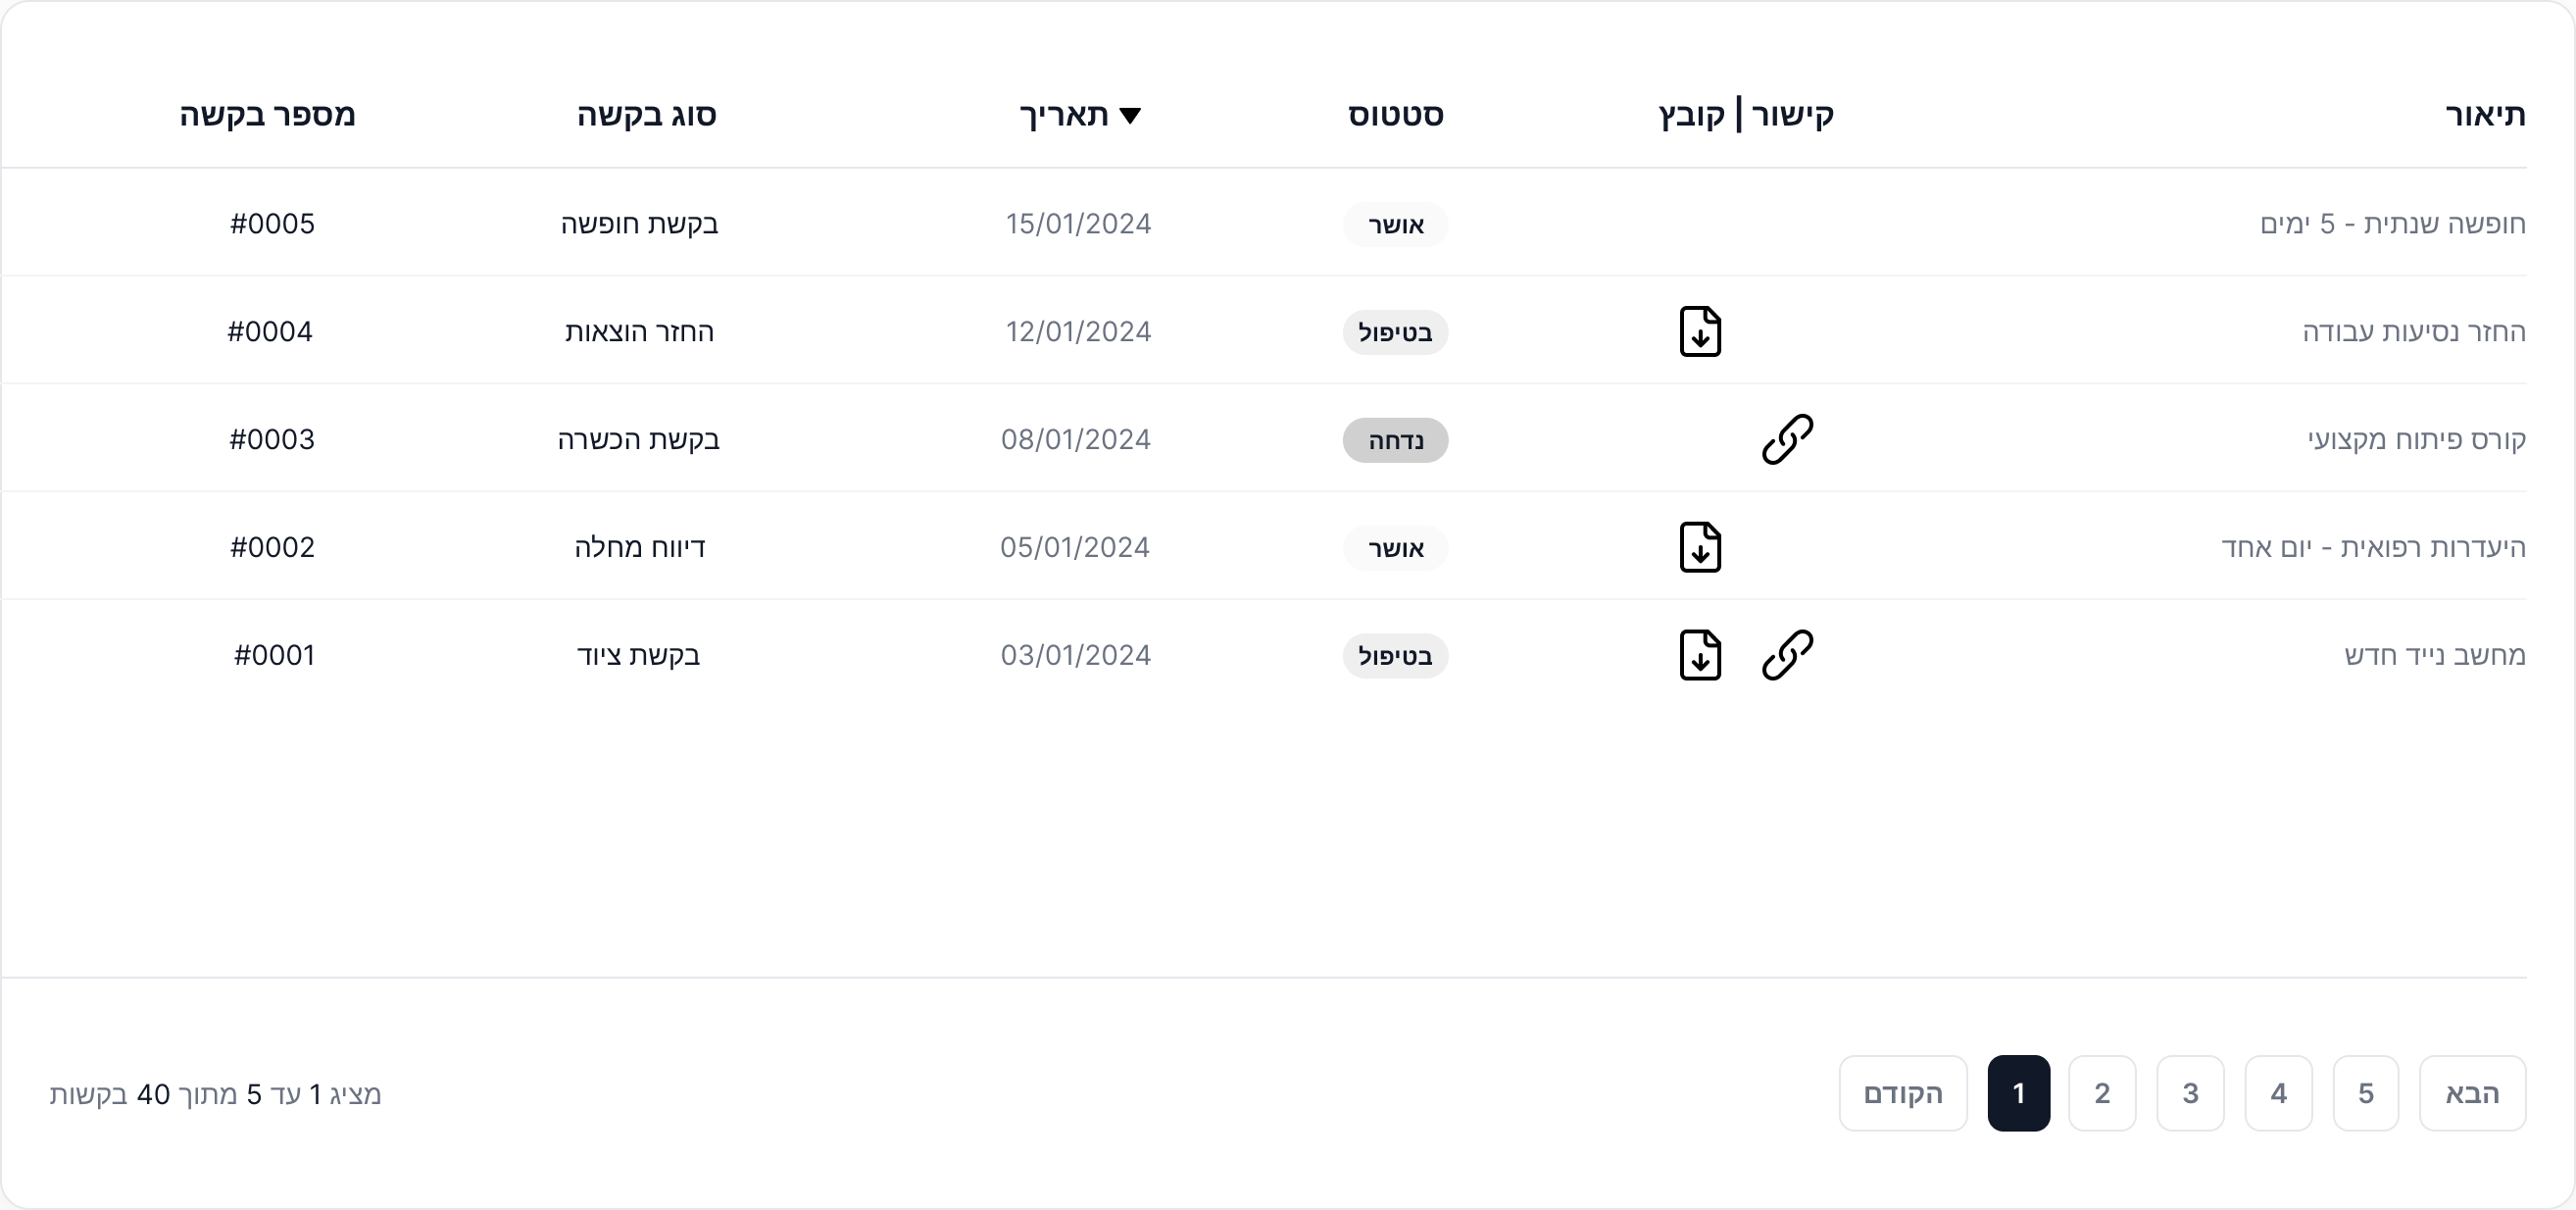 תיאור קישור | קובץ סטטוס ▼ תאריך סוג בקשה מספר בקשה
חופשה שנתית - 5 ימים אושר 15/01/2024 בקשת חופשה #0005
החזר נסיעות עבודה בטיפול 12/01/2024 החזר הוצאות #0004
קורס פיתוח מקצועי נדחה 08/01/2024 בקשת הכשרה #0003
היעדרות רפואית - יום אחד אושר 05/01/2024 דיווח מחלה #0002
מחשב נייד חדש בטיפול 03/01/2024 בקשת ציוד #0001
הבא 5 4 3 2 1 הקודם מציג 1 עד 5 מתוך 40 בקשות